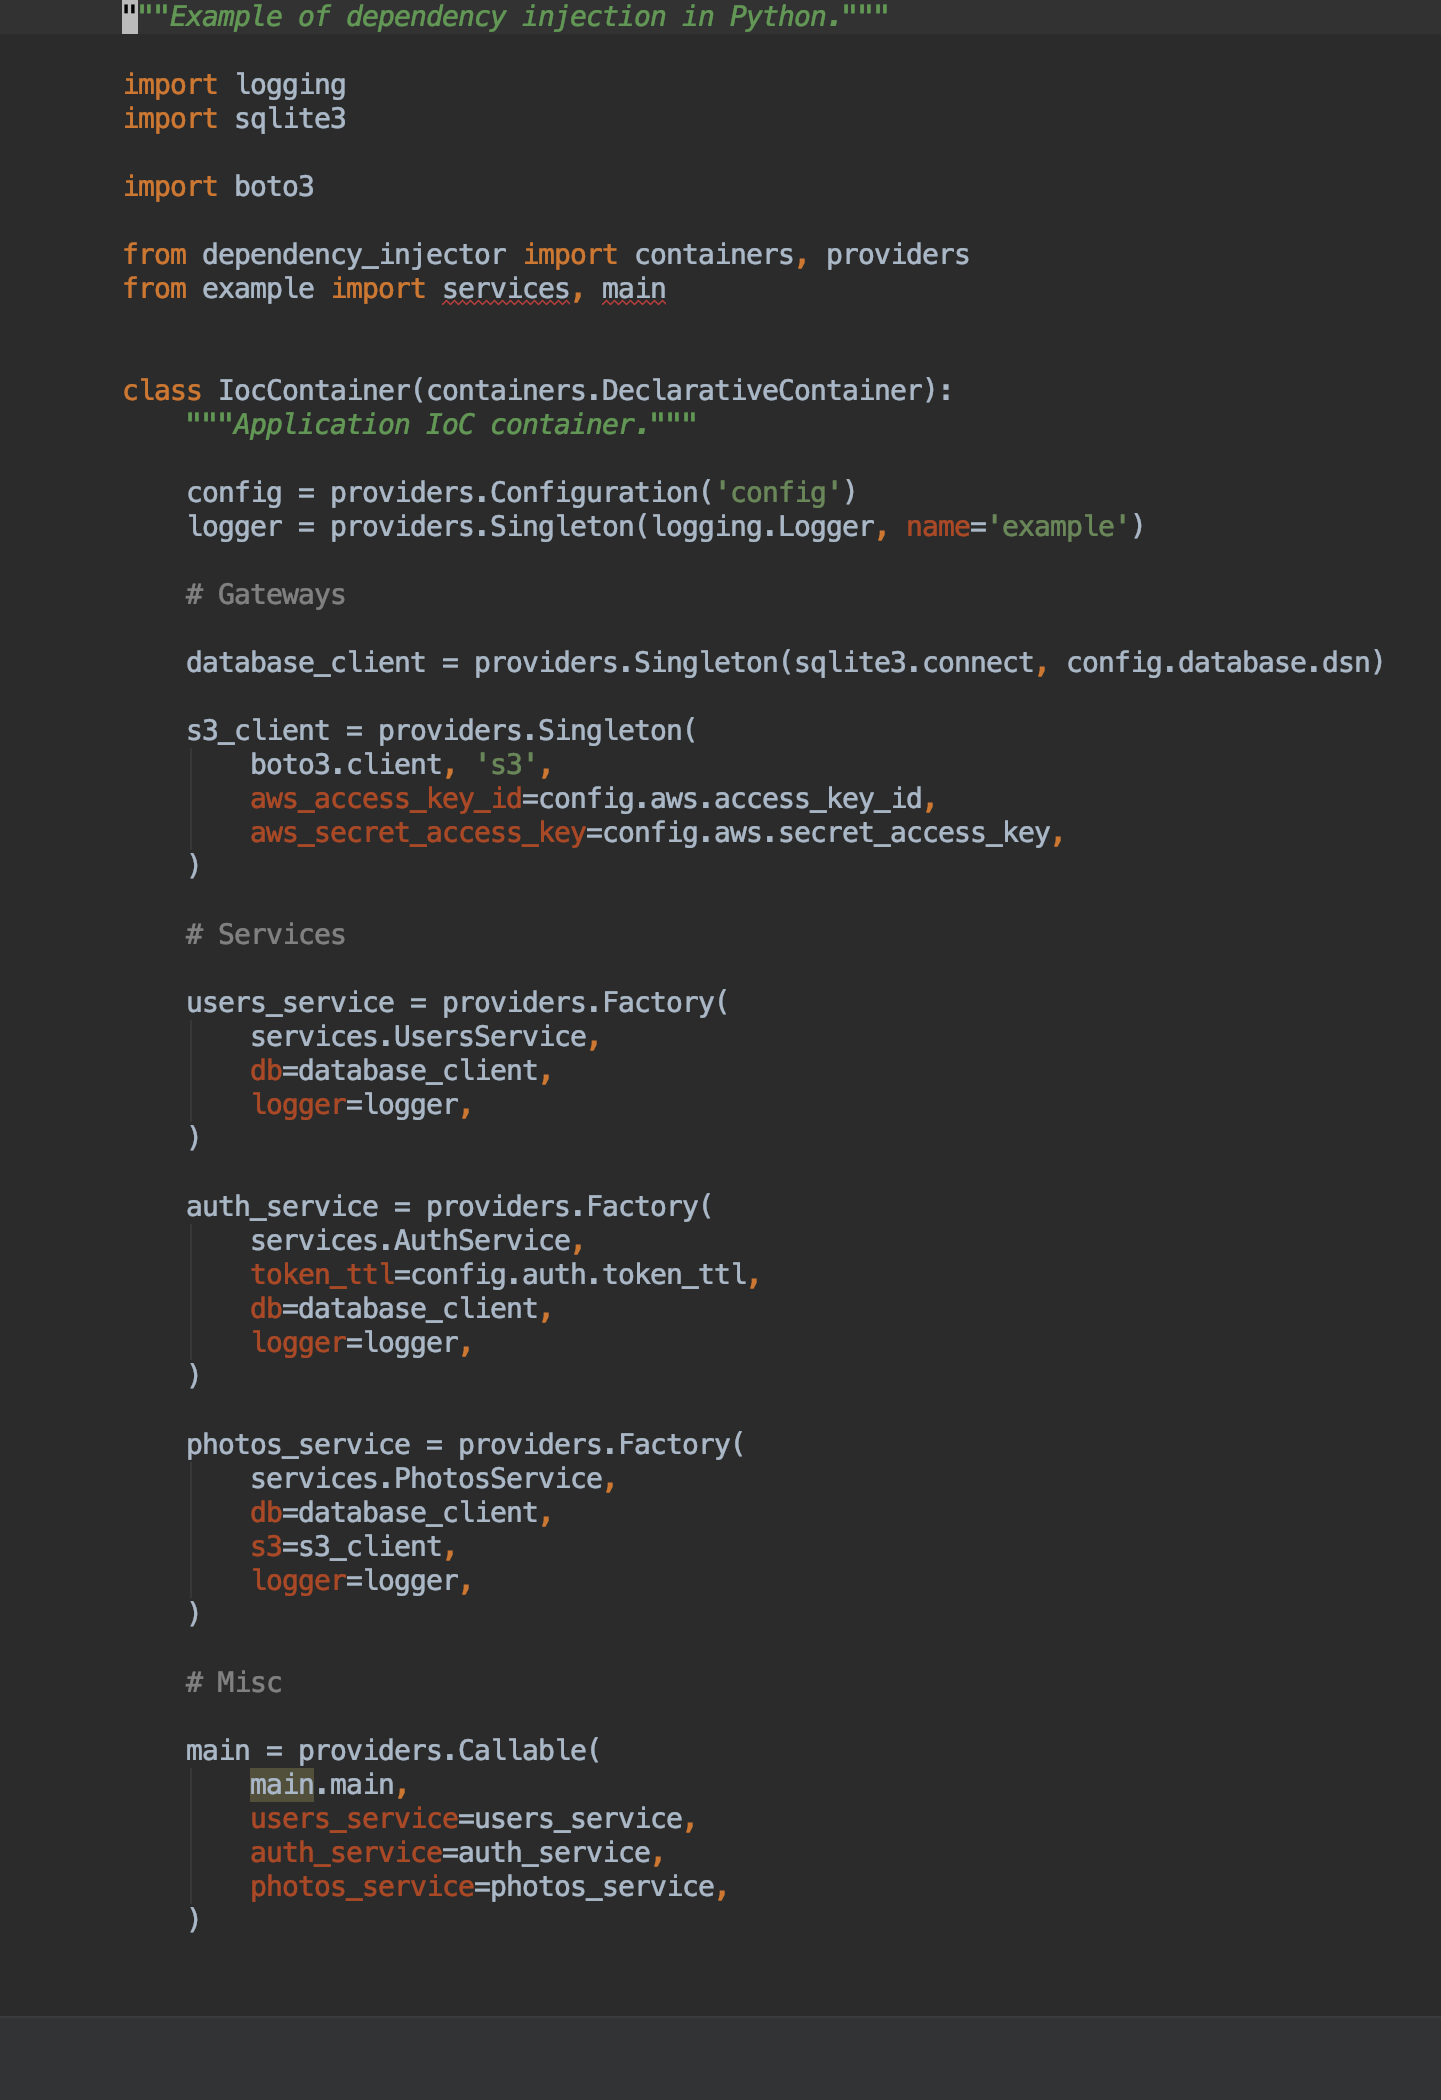 """Example of dependency injection in Python."""

import logging
import sqlite3

import boto3

from dependency_injector import containers, providers
from example import services, main


class IocContainer(containers.DeclarativeContainer):
    """Application IoC container."""

    config = providers.Configuration('config')
    logger = providers.Singleton(logging.Logger, name='example')

    # Gateways

    database_client = providers.Singleton(sqlite3.connect, config.database.dsn)

    s3_client = providers.Singleton(
        boto3.client, 's3',
        aws_access_key_id=config.aws.access_key_id,
        aws_secret_access_key=config.aws.secret_access_key,
    )

    # Services

    users_service = providers.Factory(
        services.UsersService,
        db=database_client,
        logger=logger,
    )

    auth_service = providers.Factory(
        services.AuthService,
        token_ttl=config.auth.token_ttl,
        db=database_client,
        logger=logger,
    )

    photos_service = providers.Factory(
        services.PhotosService,
        db=database_client,
        s3=s3_client,
        logger=logger,
    )

    # Misc

    main = providers.Callable(
        main.main,
        users_service=users_service,
        auth_service=auth_service,
        photos_service=photos_service,
    )